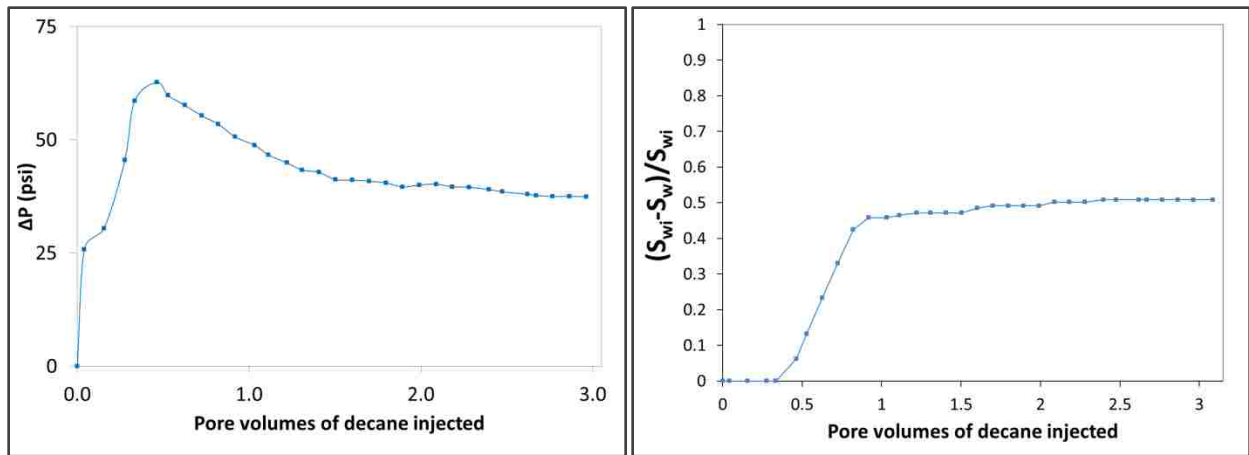 75
50
25
0
ΔP (psi)
0.0 1.0 2.0 3.0
Pore volumes of decane injected
1
0.9
0.8
0.7
0.6
0.5
0.4
0.3
0.2
0.1
0
(Swi-Sw)/Swi
0 0.5 1 1.5 2 2.5 3
Pore volumes of decane injected